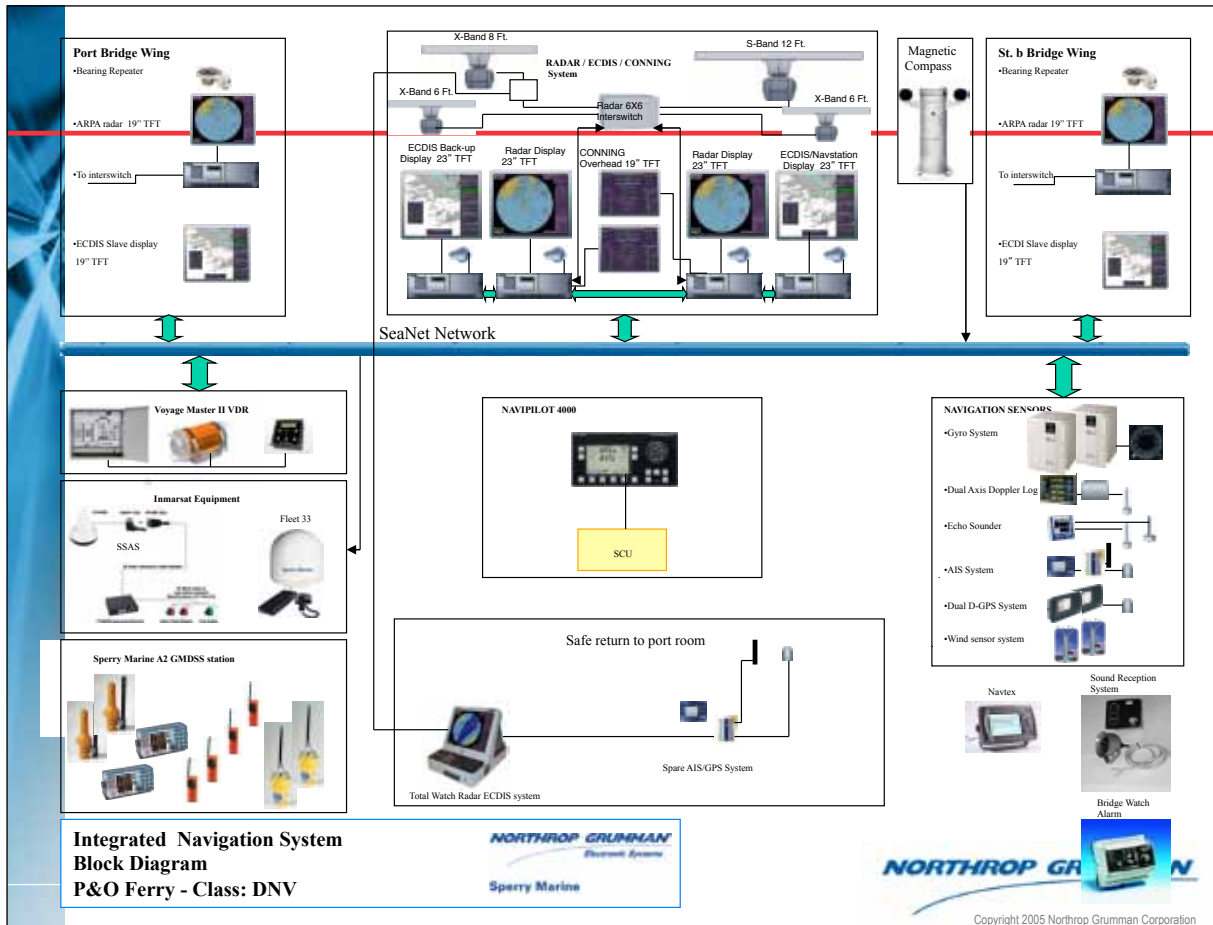 Port Bridge Wing
•Bearing Repeater
•ARPA radar 19" TFT
•To interswitch
•ECDIS Slave display
19" TFT
X-Band 8 Ft.
S-Band 12 Ft.
RADAR / ECDIS / CONNING
System
X-Band 6 Ft.
Radar 6X6
Interswitch
X-Band 6 Ft.
ECDIS Back-up
Display 23" TFT
Radar Display
23" TFT
CONNING
Overhead 19" TFT
Radar Display
23" TFT
ECDIS/Navstation
Display 23" TFT
Magnetic
Compass
St. b Bridge Wing
•Bearing Repeater
•ARPA radar 19" TFT
To interswitch
•ECDI Slave display
19" TFT
SeaNet Network
Voyage Master II VDR
Inmarsat Equipment
Fleet 33
SSAS
Sperry Marine A2 GMDSS station
NAVIPILOT 4000
SCU
Safe return to port room
Spare AIS/GPS System
Total Watch Radar ECDIS system
NAVIGATION SENSORS
•Gyro System
•Dual Axis Doppler Log
•Echo Sounder
•AIS System
•Dual D-GPS System
•Wind sensor system
Navtex
Sound Reception
System
Bridge Watch
Alarm
Integrated Navigation System
Block Diagram
P&O Ferry - Class: DNV
NORTHROP GRUMMAN
Electronic Systems
Sperry Marine
NORTHROP GR N
Copyright 2005 Northrop Grumman Corporation